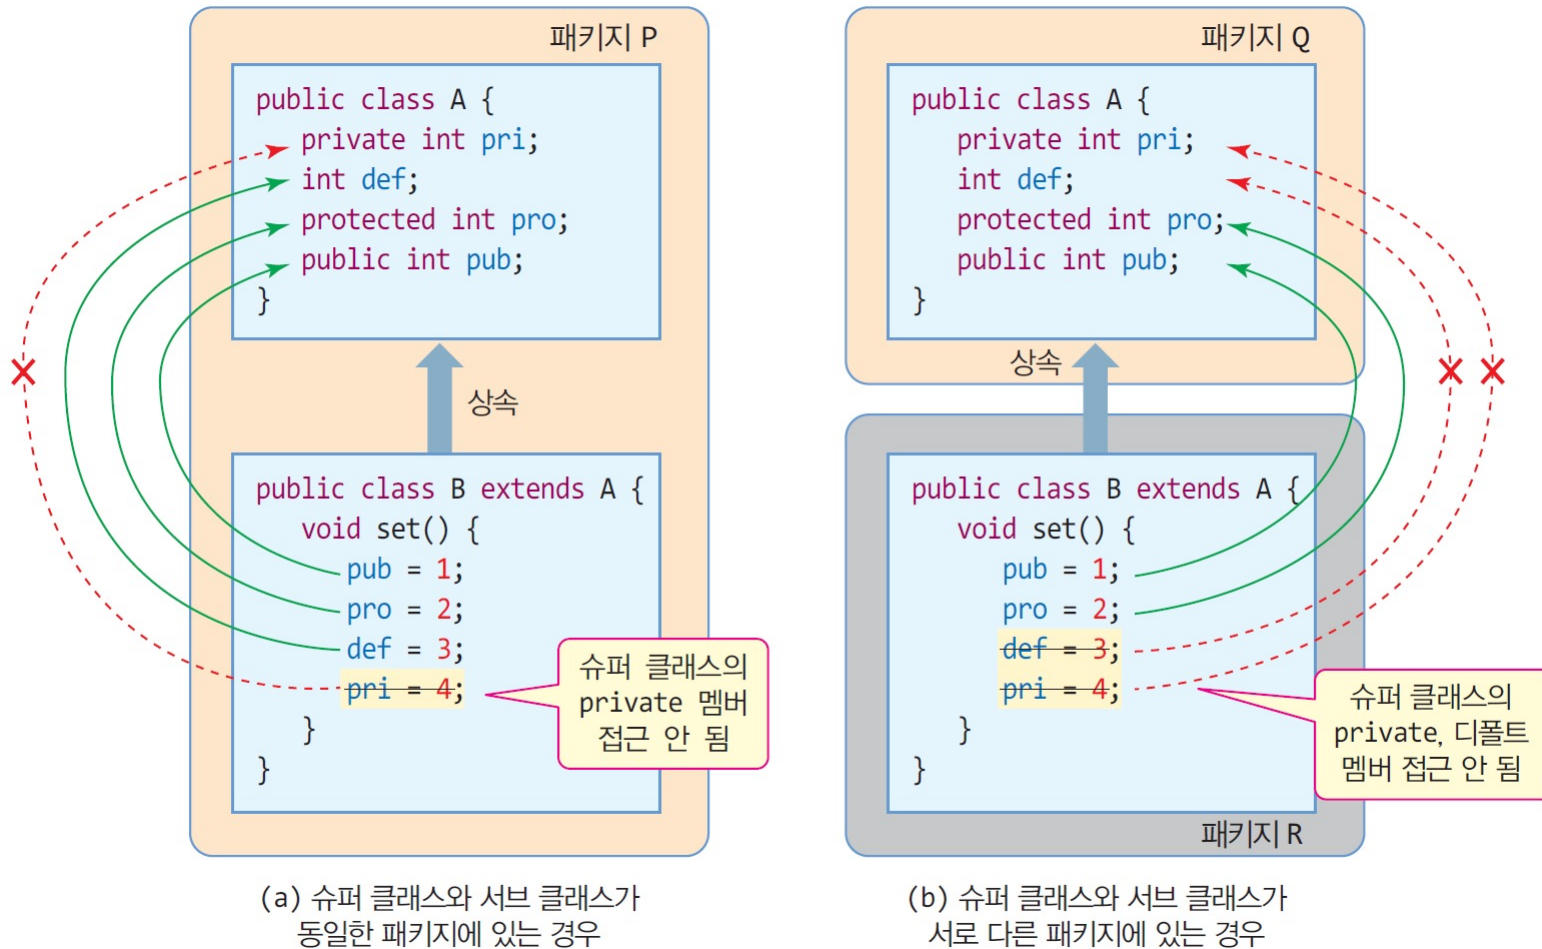 패키지 P
public class A {
private int pri;
int def;
protected int pro;
public int pub;
}
상속
public class B extends A {
void set() {
pub = 1;
pro = 2;
def = 3;
pri = 4;
}
}
슈퍼 클래스의
private 멤버
접근 안 됨
(a) 슈퍼 클래스와 서브 클래스가
동일한 패키지에 있는 경우
패키지 Q
public class A {
private int pri;
int def;
protected int pro;
public int pub;
}
상속
public class B extends A {
void set() {
pub = 1;
pro = 2;
def = 3;
pri = 4;
}
}
슈퍼 클래스의
private, 디폴트
멤버 접근 안 됨
패키지 R
(b) 슈퍼 클래스와 서브 클래스가
서로 다른 패키지에 있는 경우